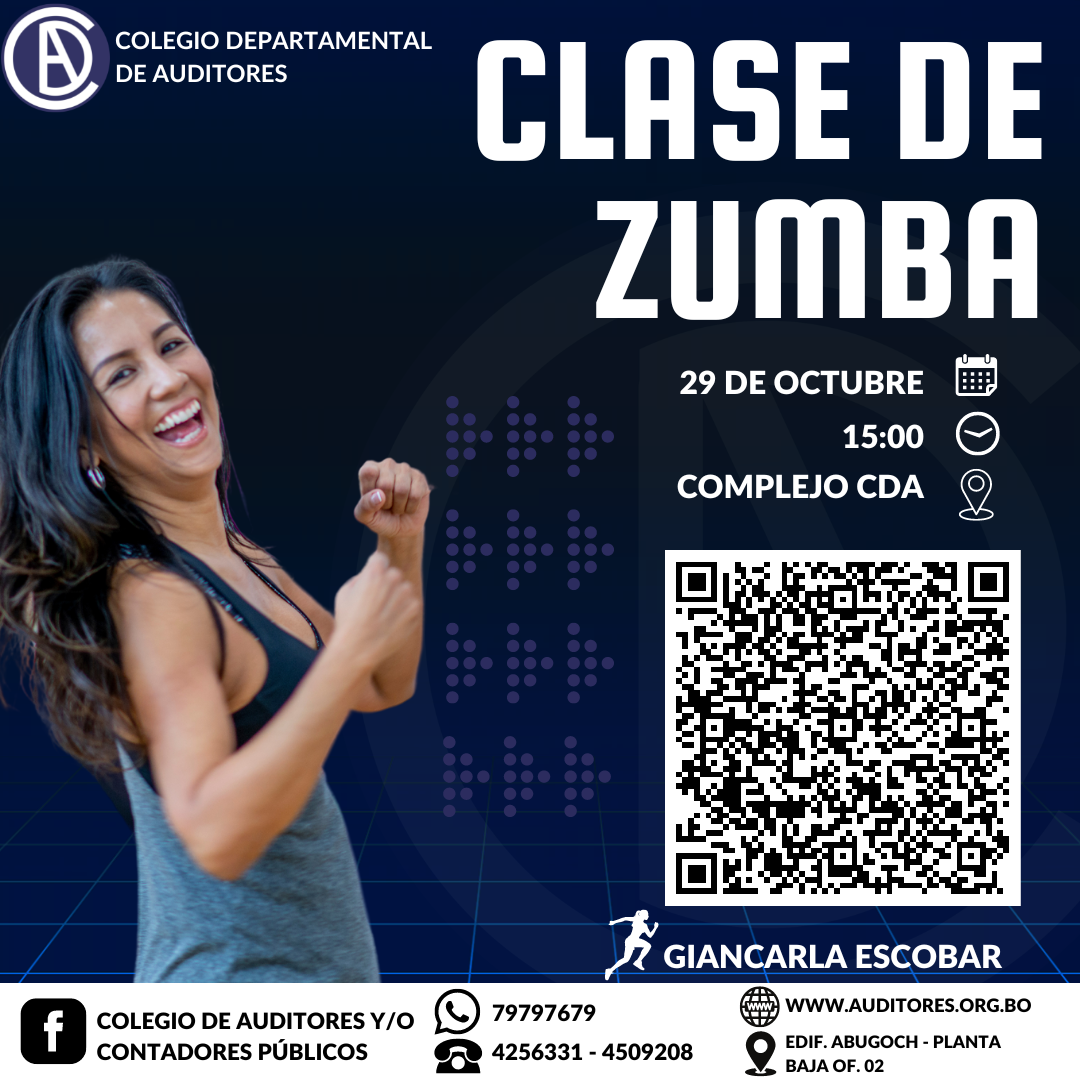 COLEGIO DEPARTAMENTAL
DE AUDITORES
CLASE DE
ZUMBA
29 DE OCTUBRE
15:00
COMPLEJO CDA
GIANCARLA ESCOBAR
COLEGIO DE AUDITORES Y/O
CONTADORES PÚBLICOS
79797679
4256331 - 4509208
WWW.AUDITORES.ORG.BO
EDIF. ABUGOCH - PLANTA
BAJA OF. 02